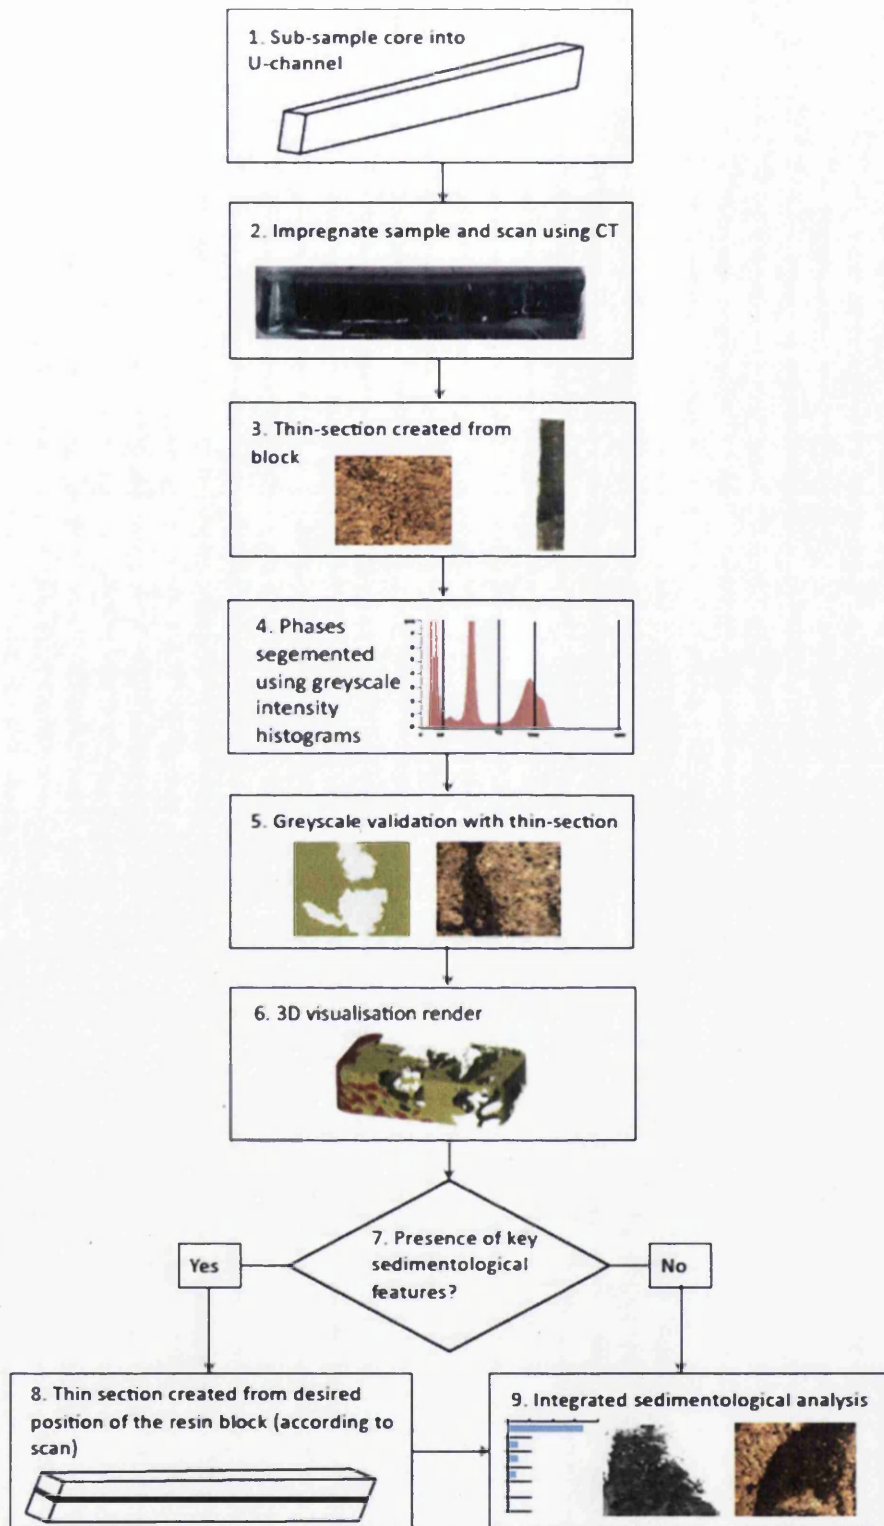 1. Sub-sample core into
U-channel
2. Impregnate sample and scan using CT
3. Thin-section created from
block
4. Phases
segemented
using greyscale
intensity
histograms
5. Greyscale validation with thin-section
6. 3D visualisation render
7. Presence of key
sedimentological
features?
Yes
No
8. Thin section created from desired
position of the resin block (according to
scan)
9. Integrated sedimentological analysis